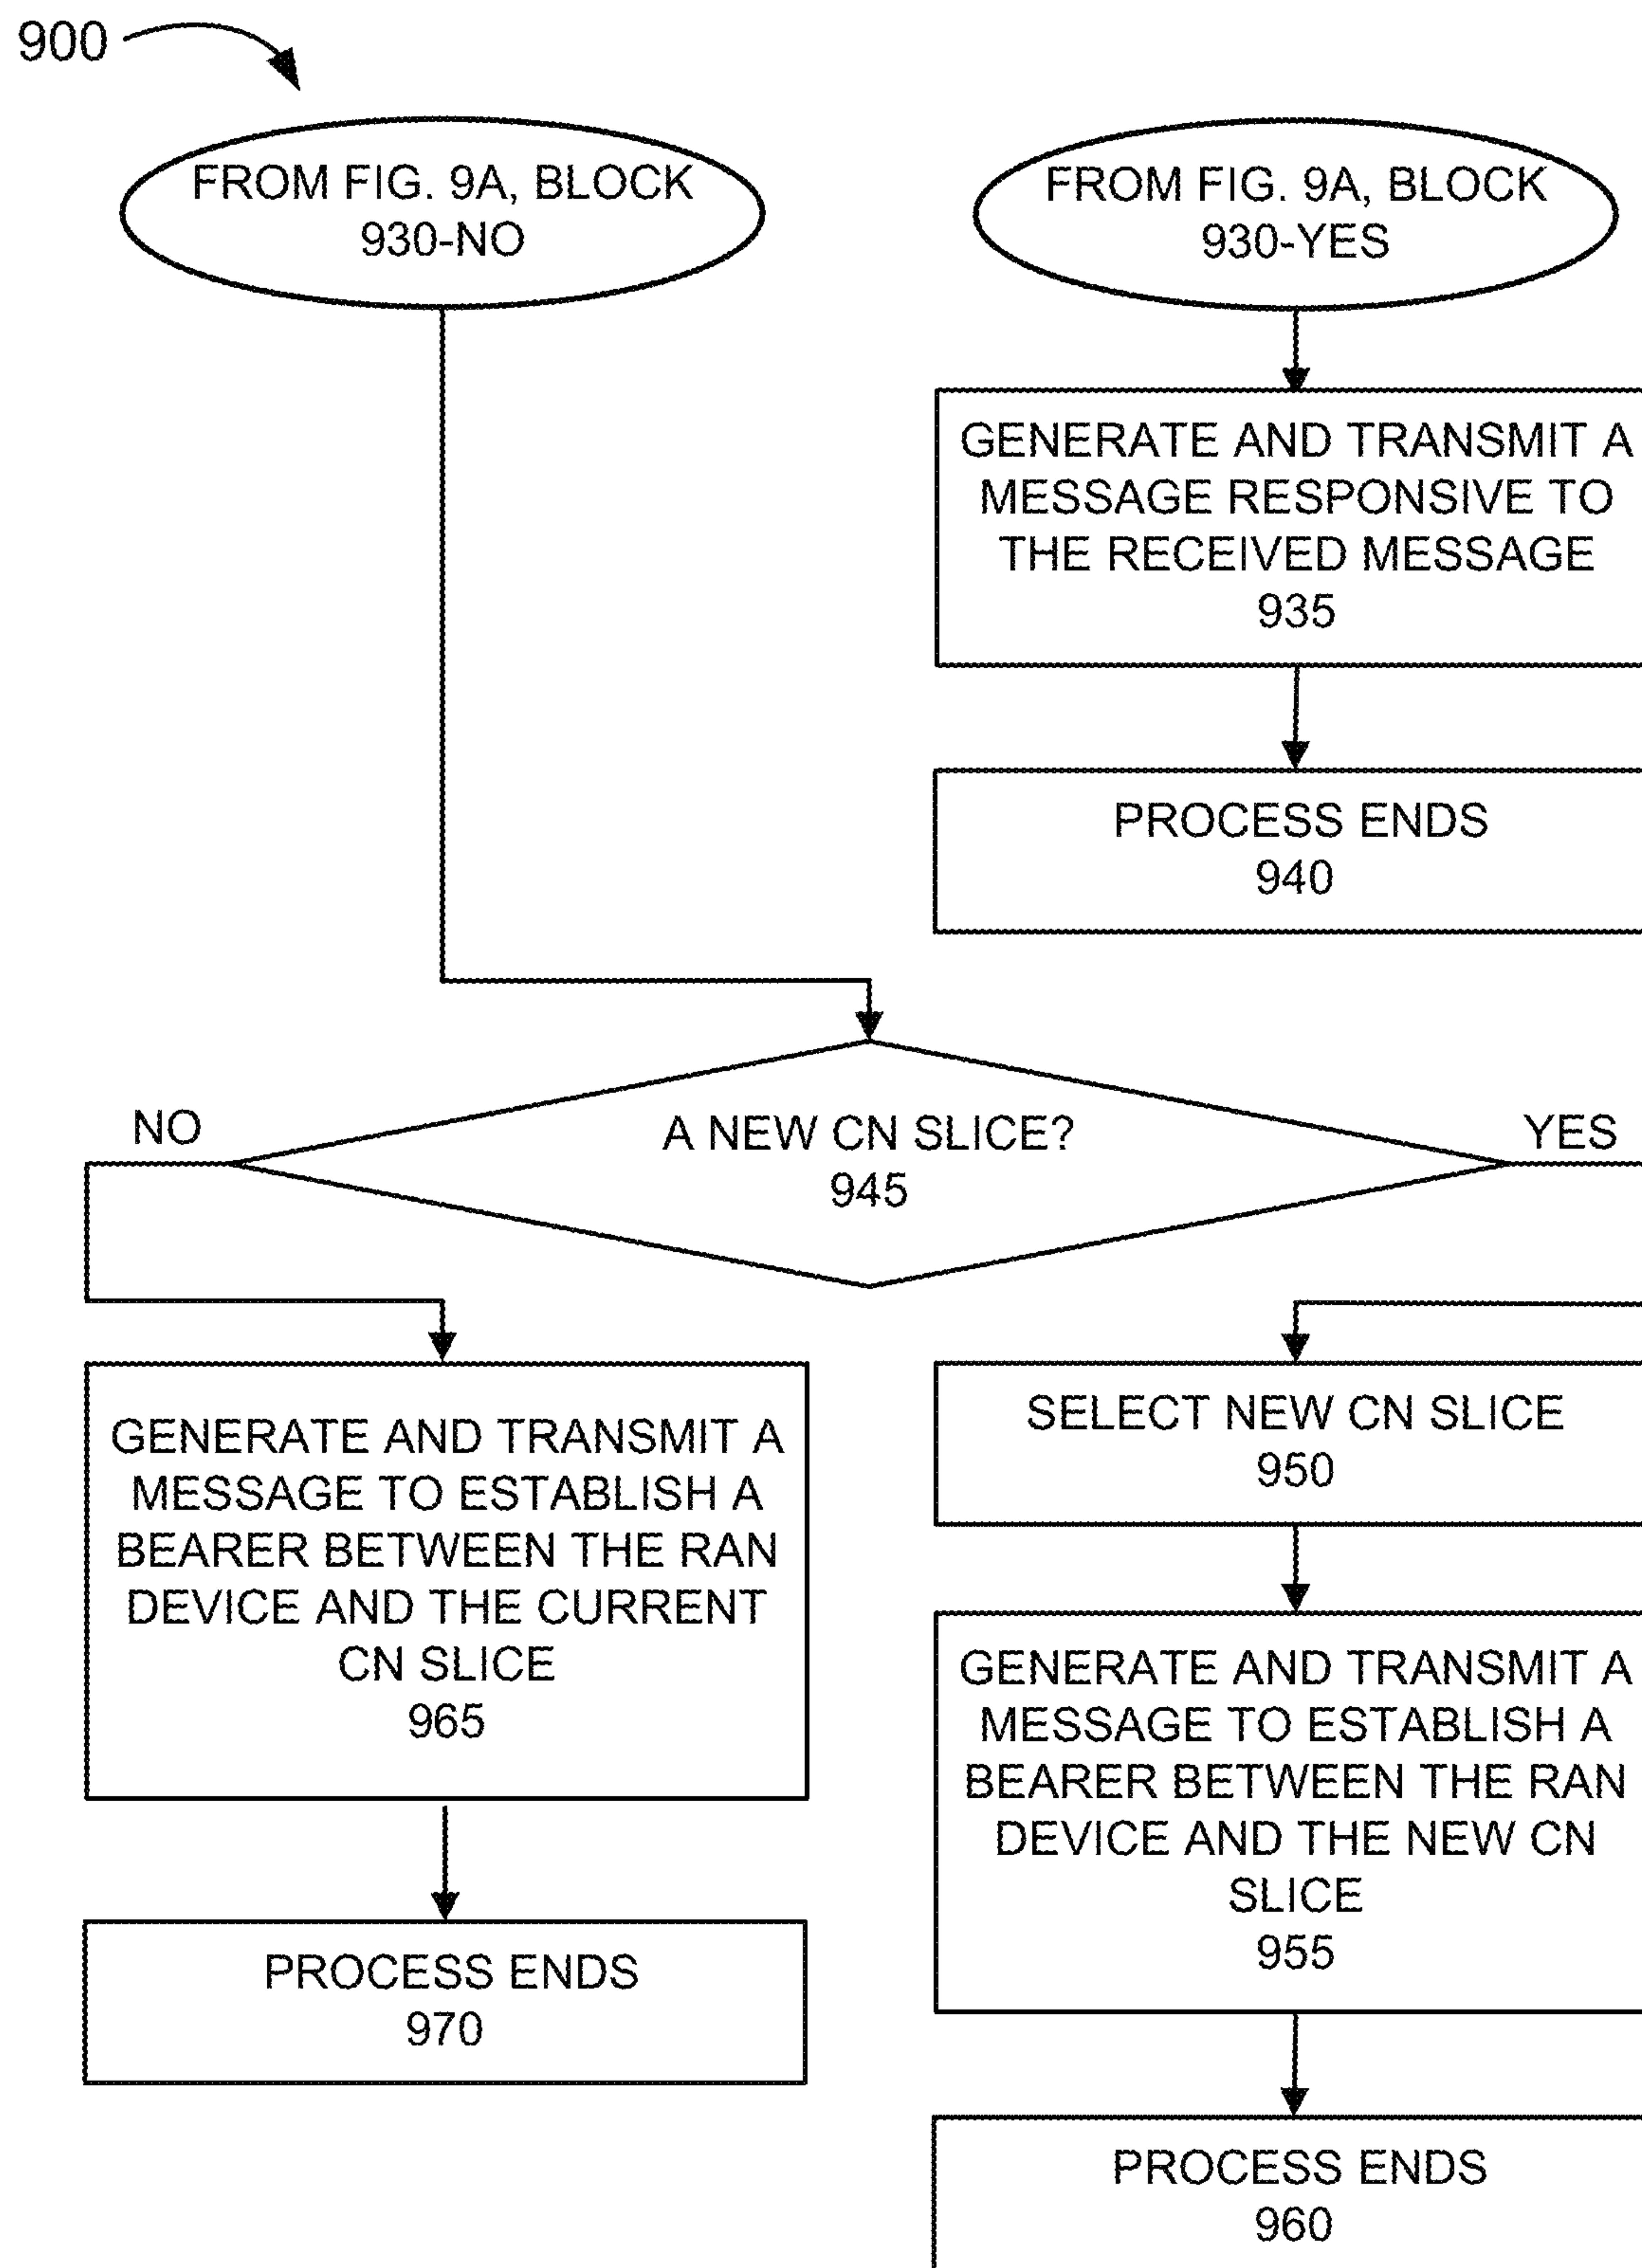 900
FROM FIG. 9A, BLOCK
930-NO
FROM FIG. 9A, BLOCK
930-YES
GENERATE AND TRANSMIT A
MESSAGE RESPONSIVE TO
THE RECEIVED MESSAGE
935
PROCESS ENDS
940
NO
A NEW CN SLICE?
945
YES
GENERATE AND TRANSMIT A
MESSAGE TO ESTABLISH A
BEARER BETWEEN THE RAN
DEVICE AND THE CURRENT
CN SLICE
965
PROCESS ENDS
970
SELECT NEW CN SLICE
950
GENERATE AND TRANSMIT A
MESSAGE TO ESTABLISH A
BEARER BETWEEN THE RAN
DEVICE AND THE NEW CN
SLICE
955
PROCESS ENDS
960